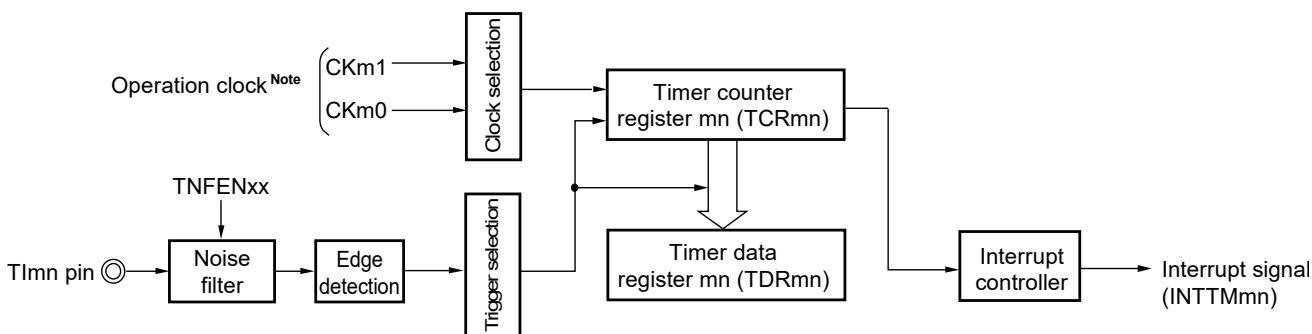 Operation clock Note
CKm1
CKm0
Clock selection
Timer counter
register mn (TCRmn)
TNFENxx
TImn pin
Noise
filter
Edge
detection
Trigger selection
Timer data
register mn (TDRmn)
Interrupt
controller
Interrupt signal
(INTTMmn)